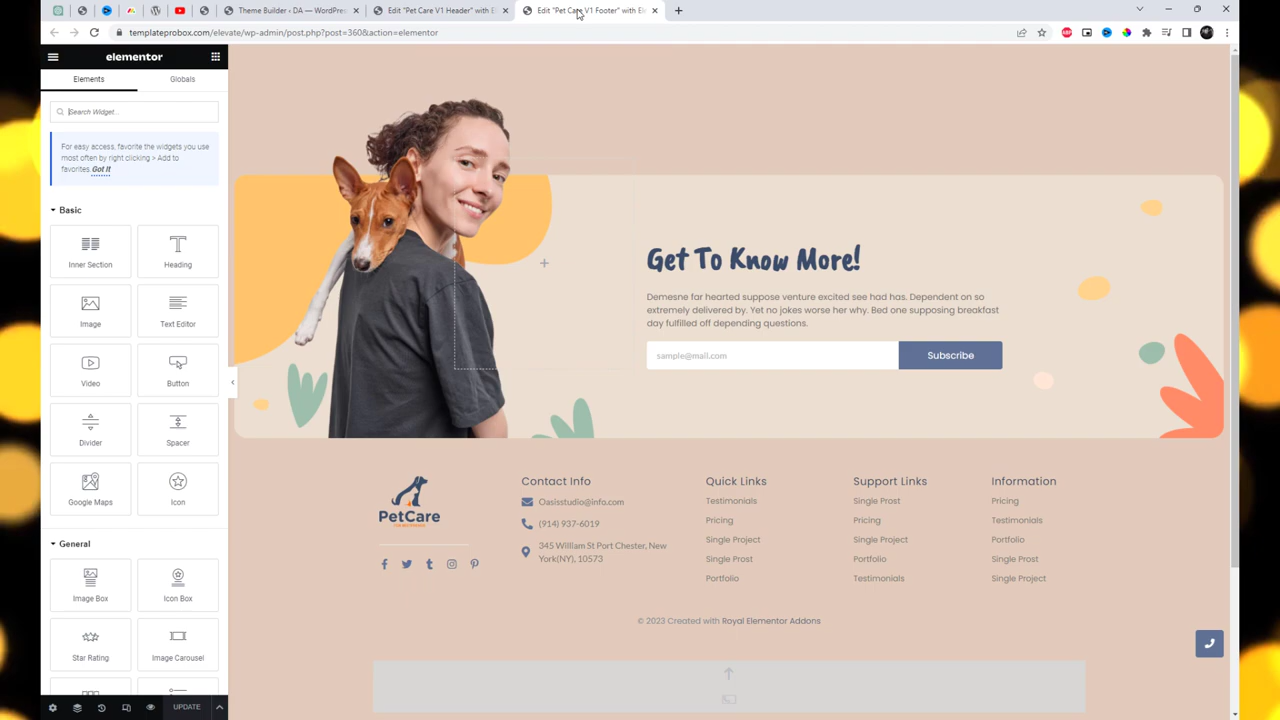 Theme Builder ‹ DA — WordPres
Edit "Pet Care V1 Header" with El
Edit "Pet Care V1 Footer" with El
templateprobox.com/elevate/wp-admin/post.php?post=360&action=elementor
elementor
Elements
Globals
Search Widget...
For easy access, favorite the widgets you use
most often by right clicking > Add to
favorites. Got It
Basic
Inner Section
Heading
Image
Text Editor
Video
Button
Divider
Spacer
Google Maps
Icon
General
Image Box
Icon Box
Star Rating
Image Carousel
UPDATE
Get To Know More!
Demesne far hearted suppose venture excited see had has. Dependent on so
extremely delivered by. Yet no jokes worse her why. Bed one supposing breakfast
day fulfilled off depending questions.
sample@mail.com
Subscribe
PetCare
Contact Info
Oasisstudio@info.com
(914) 937-6019
345 William St Port Chester, New
York(NY), 10573
Quick Links
Testimonials
Pricing
Single Project
Single Prost
Portfolio
Support Links
Single Prost
Pricing
Single Project
Portfolio
Testimonials
Information
Pricing
Testimonials
Portfolio
Single Prost
Single Project
© 2023 Created with Royal Elementor Addons